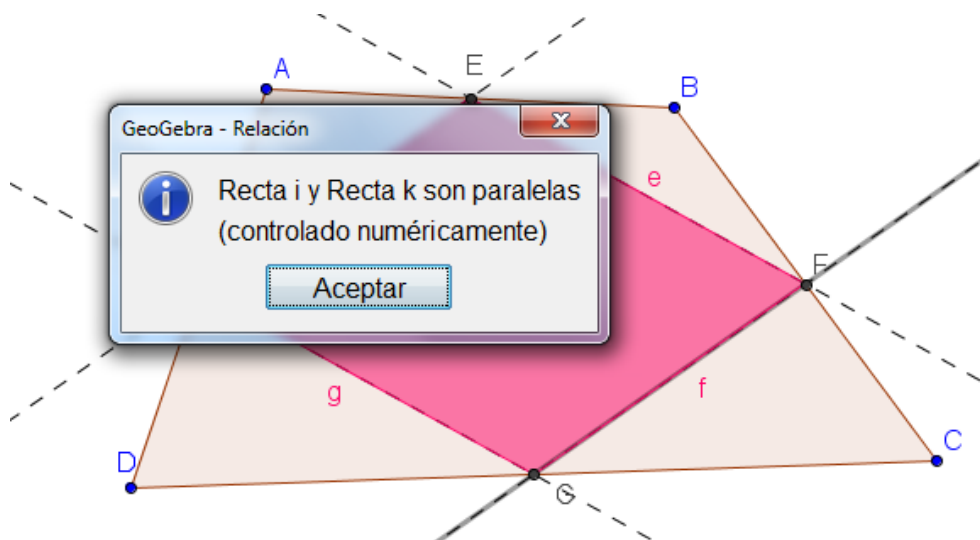 A
E
B
GeoGebra - Relación
x
Recta i y Recta k son paralelas
(controlado numéricamente)
Aceptar
e
F
g
f
D
C
G